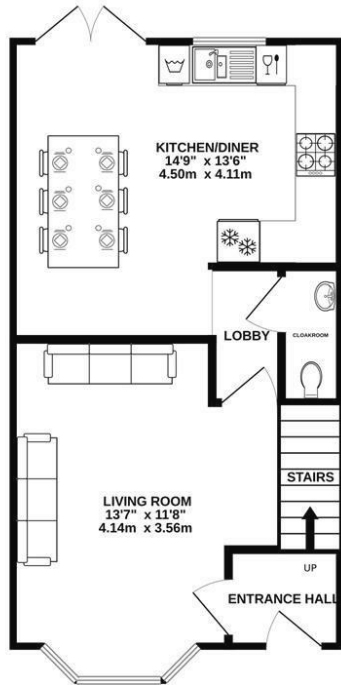 KITCHEN/DINER
14'9" x 13'6"
4.50m x 4.11m
LOBBY
CLOAKROOM
STAIRS
LIVING ROOM
13'7" x 11'8"
4.14m x 3.56m
UP
ENTRANCE HALL